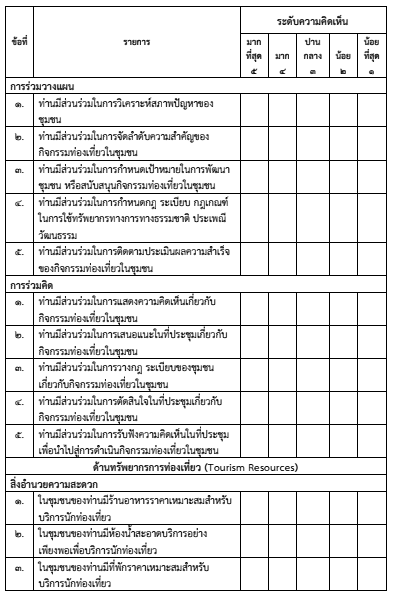 ข้อที่
รายการ
ระดับความคิดเห็น
มาก
ที่สุด
๕
มาก
๔
ปาน
กลาง
๓
น้อย
๒
น้อย
ที่สุด
๑
การร่วมวางแผน
๑. ท่านมีส่วนร่วมในการวิเคราะห์สภาพปัญหาของ
ชุมชน
๒. ท่านมีส่วนร่วมในการจัดลำดับความสำคัญของ
กิจกรรมท่องเที่ยวในชุมชน
๓. ท่านมีส่วนร่วมในการกำหนดเป้าหมายในการพัฒนา
ชุมชน หรือสนับสนุนกิจกรรมท่องเที่ยวในชุมชน
๔. ท่านมีส่วนร่วมในการกำหนดกฎ ระเบียบ กฎเกณฑ์
ในการใช้ทรัพยากรทางการทางธรรมชาติ ประเพณี
วัฒนธรรม
๕. ท่านมีส่วนร่วมในการติดตามประเมินผลความสำเร็จ
ของกิจกรรมท่องเที่ยวในชุมชน
การร่วมคิด
๑. ท่านมีส่วนร่วมในการแสดงความคิดเห็นเกี่ยวกับ
กิจกรรมท่องเที่ยวในชุมชน
๒. ท่านมีส่วนร่วมในการเสนอแนะในที่ประชุมเกี่ยวกับ
กิจกรรมท่องเที่ยวในชุมชน
๓. ท่านมีส่วนร่วมในการวางกฎ ระเบียบของชุมชน
เกี่ยวกับกิจกรรมท่องเที่ยวในชุมชน
๔. ท่านมีส่วนร่วมในการตัดสินใจในที่ประชุมเกี่ยวกับ
กิจกรรมท่องเที่ยวในชุมชน
๕. ท่านมีส่วนร่วมในการรับฟังความคิดเห็นในที่ประชุม
เพื่อนำไปสู่การดำเนินกิจกรรมท่องเที่ยวในชุมชน
ด้านทรัพยากรการท่องเที่ยว (Tourism Resources)
สิ่งอำนวยความสะดวก
๑. ในชุมชนของท่านมีร้านอาหารราคาเหมาะสมสำหรับ
บริการนักท่องเที่ยว
๒. ในชุมชนของท่านมีห้องน้ำสะอาดบริการอย่าง
เพียงพอเพื่อบริการนักท่องเที่ยว
๓. ในชุมชนของท่านมีที่พักราคาเหมาะสมสำหรับ
บริการนักท่องเที่ยว